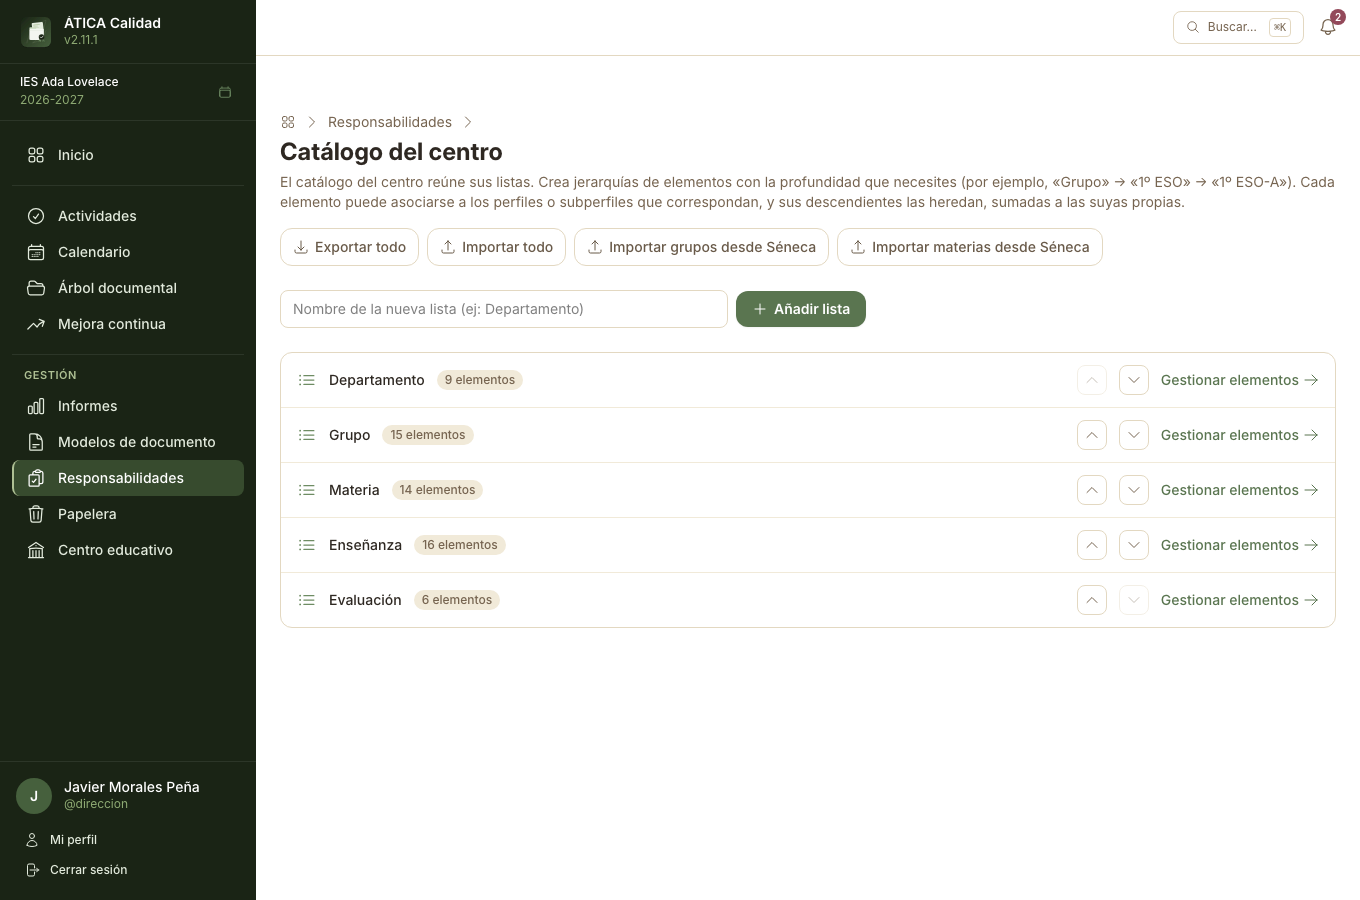 ÁTICA Calidad
v2.11.1
IES Ada Lovelace
2026-2027
Inicio
Actividades
Calendario
Árbol documental
Mejora continua
GESTIÓN
Informes
Modelos de documento
Responsabilidades
Papelera
Centro educativo
J
Javier Morales Peña
@direccion
Mi perfil
Cerrar sesión
Buscar... ⌘K
2
Responsabilidades
Catálogo del centro
El catálogo del centro reúne sus listas. Crea jerarquías de elementos con la profundidad que necesites (por ejemplo, «Grupo» → «1º ESO» → «1º ESO-A»). Cada
elemento puede asociarse a los perfiles o subperfiles que correspondan, y sus descendientes las heredan, sumadas a las suyas propias.
Exportar todo
Importar todo
Importar grupos desde Séneca
Importar materias desde Séneca
Nombre de la nueva lista (ej: Departamento)
Añadir lista
Departamento 9 elementos Gestionar elementos →
Grupo 15 elementos Gestionar elementos →
Materia 14 elementos Gestionar elementos →
Enseñanza 16 elementos Gestionar elementos →
Evaluación 6 elementos Gestionar elementos →